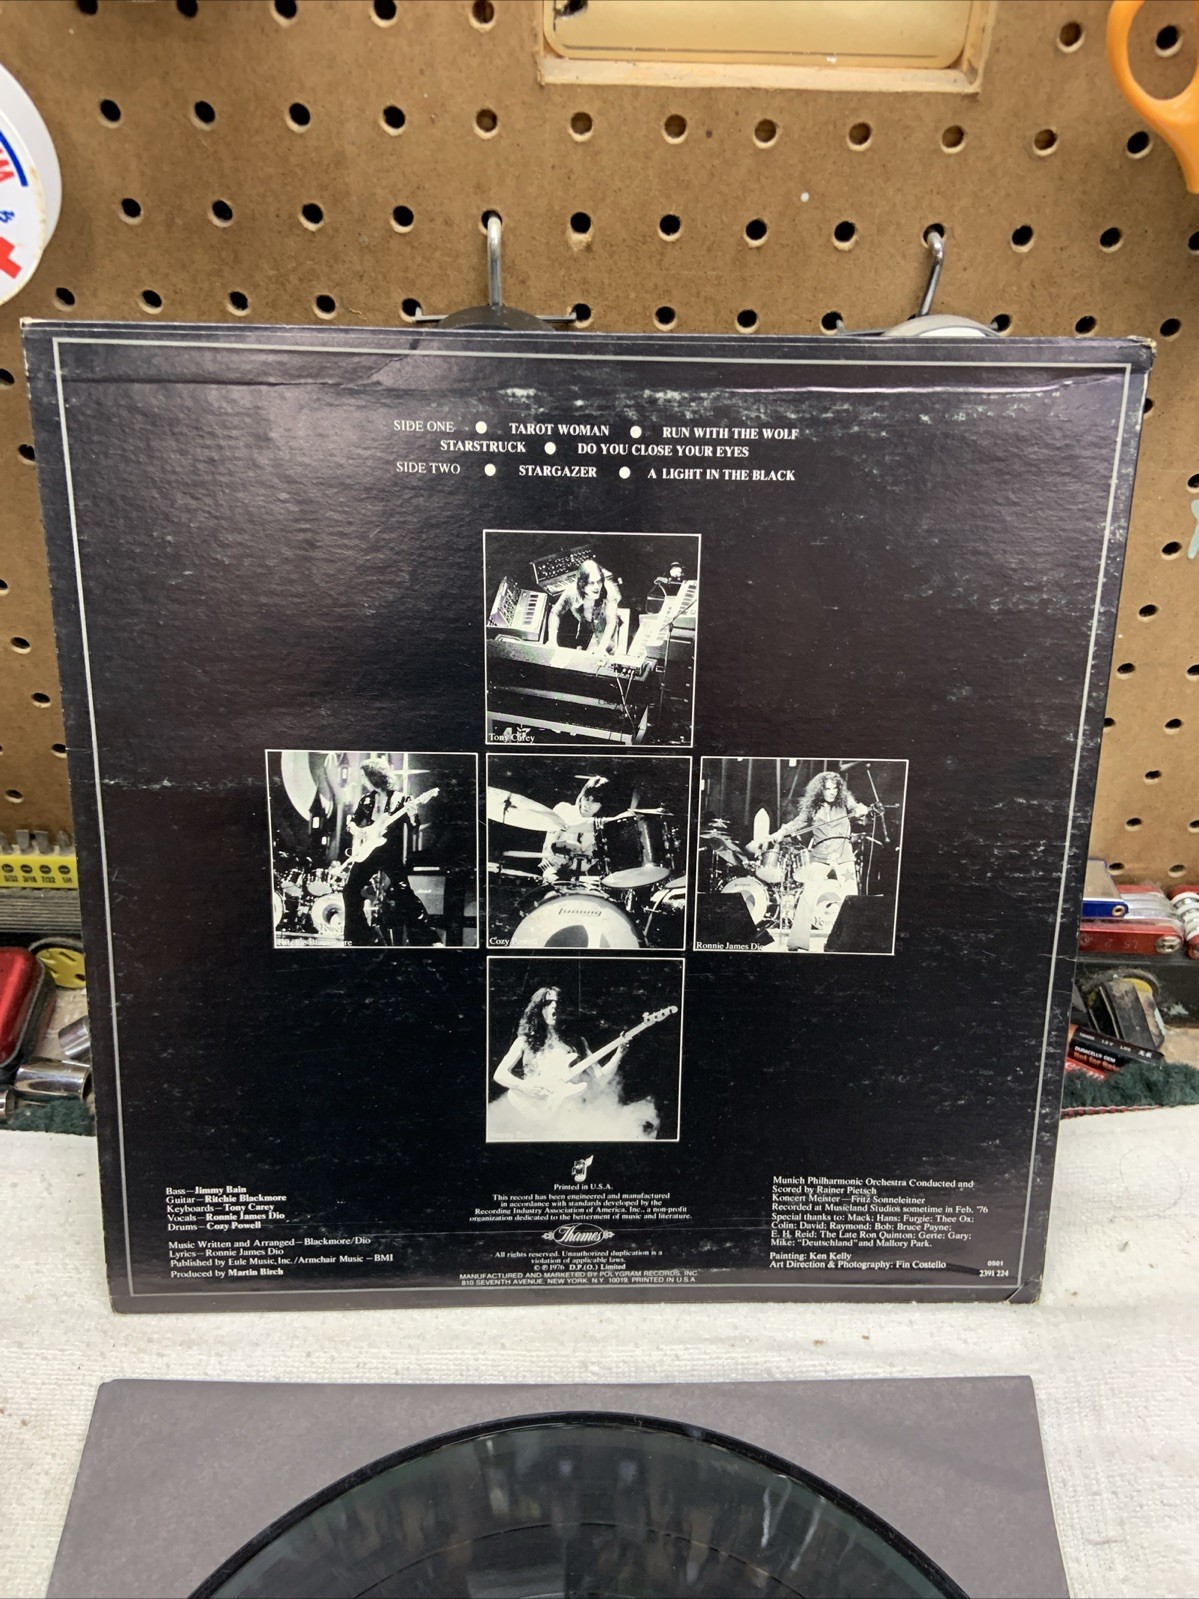 SIDE ONE ● TAROT WOMAN ● RUN WITH THE WOLF
STARSTRUCK ● DO YOU CLOSE YOUR EYES
SIDE TWO ● STARGAZER ● A LIGHT IN THE BLACK
Tony Carey
Cozy
Ronnie James Dio
Bass—Jimmy Bain
Guitar—Ritchie Blackmore
Keyboards—Tony Carey
Vocals—Ronnie James Dio
Drums—Cozy Powell
Music Written and Arranged—Blackmore/Dio
Lyrics—Ronnie James Dio
Published by Eule Music, Inc./Armchair Music—BMI
Produced by Martin Birch
Printed in U.S.A.
This record has been engineered and manufactured
in accordance with standards developed by the
Recording Industry Association of America, Inc., a non-profit
organization dedicated to the betterment of music and literature.
Thames
All rights reserved. Unauthorized duplication is a
violation of applicable laws.
© ℗ 1976 D.P.(O.) Limited
MANUFACTURED AND MARKETED BY POLYGRAM RECORDS, INC.
810 SEVENTH AVENUE, NEW YORK, N.Y. 10019. PRINTED IN U.S.A.
Munich Philharmonic Orchestra Conducted and
Scored by Rainer Pietsch
Koncert Meister—Fritz Sonneleitner
Recorded at Musicland Studios sometime in Feb. '76
Special thanks to: Mack; Hans; Furgie; Thee Ox;
Colin; David; Raymond; Bob; Bruce Payne;
E. H. Reid; The Late Ron Quinton; Gerte; Gary;
Mike; "Deutschland" and Mallory Park.
Painting: Ken Kelly
Art Direction & Photography: Fin Costello
0801
2391 224
DURACELL